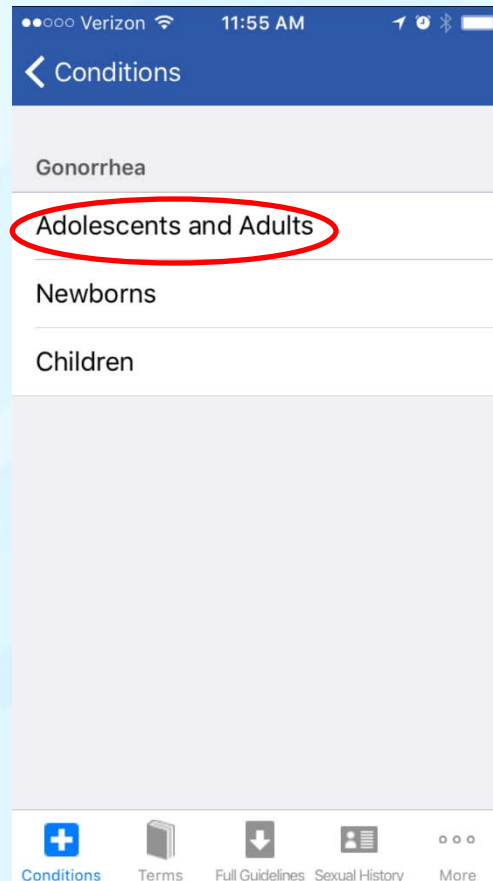 Verizon 11:55 AM
Conditions
Gonorrhea
Adolescents and Adults
Newborns
Children
Conditions Terms Full Guidelines Sexual History More